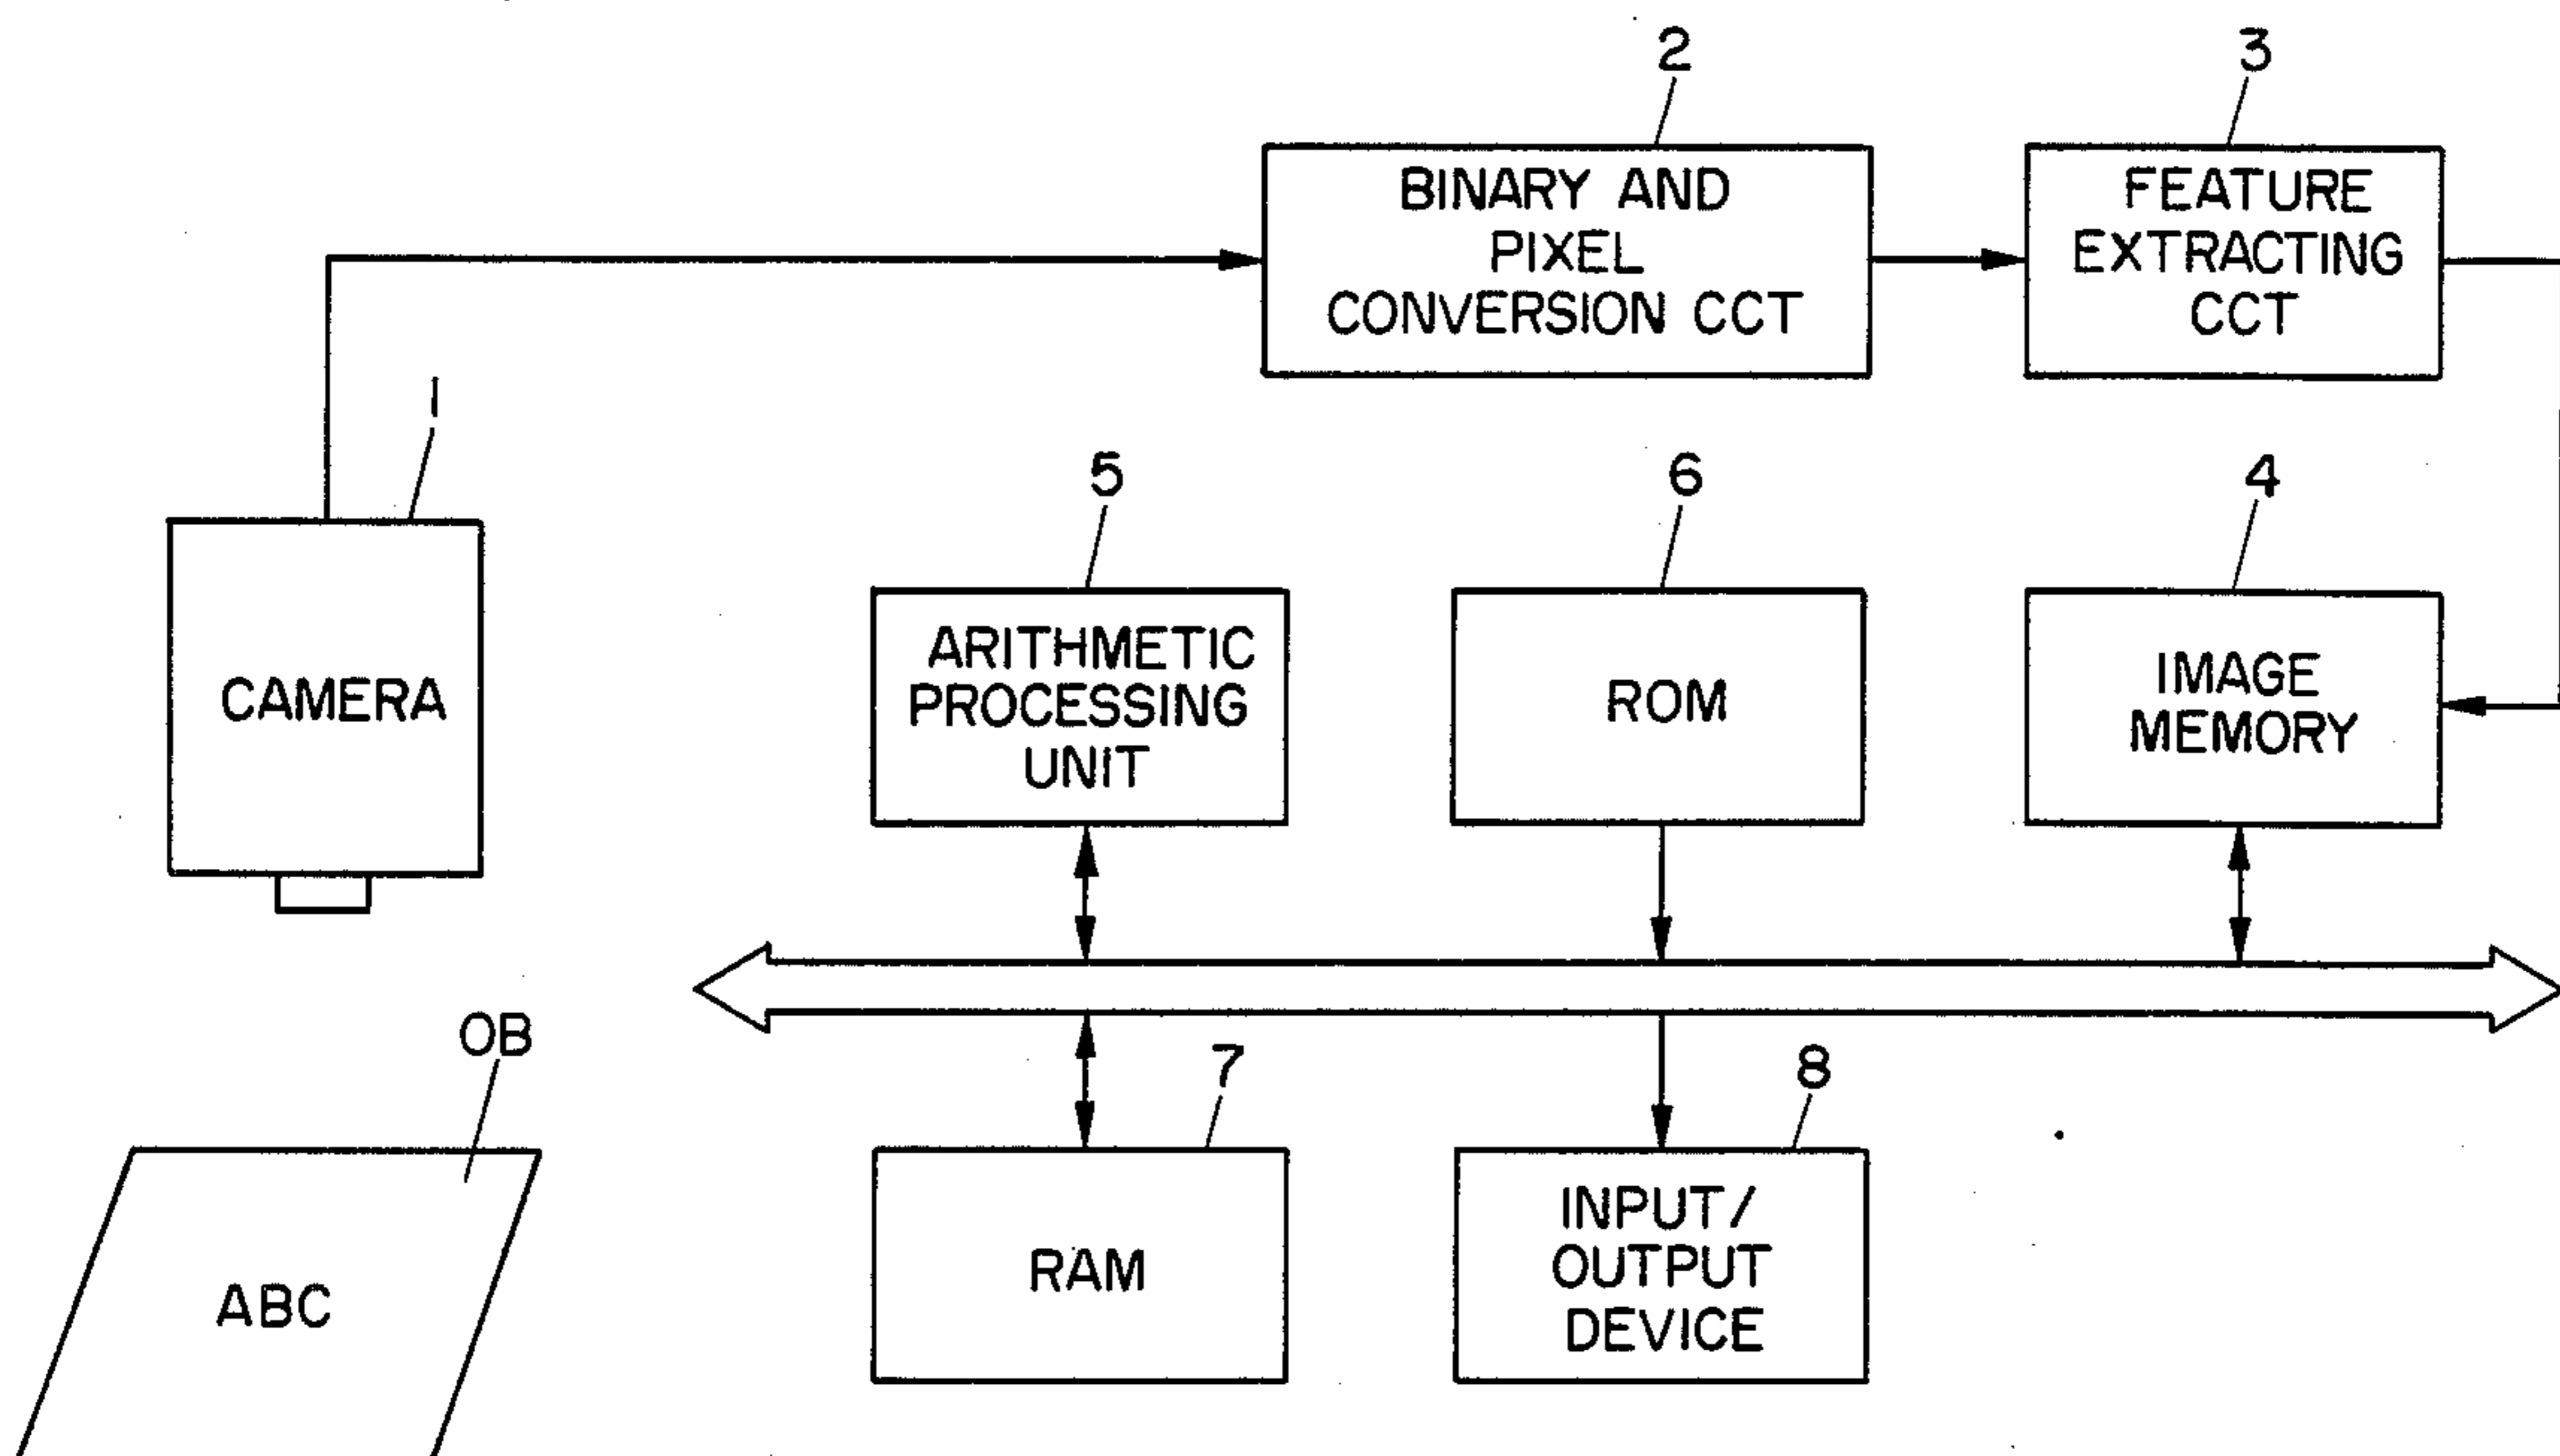 2
3
BINARY AND
PIXEL
CONVERSION CCT
FEATURE
EXTRACTING
CCT
1
5
6
4
CAMERA
ARITHMETIC
PROCESSING
UNIT
ROM
IMAGE
MEMORY
OB
7
8
ABC
RAM
INPUT/
OUTPUT
DEVICE